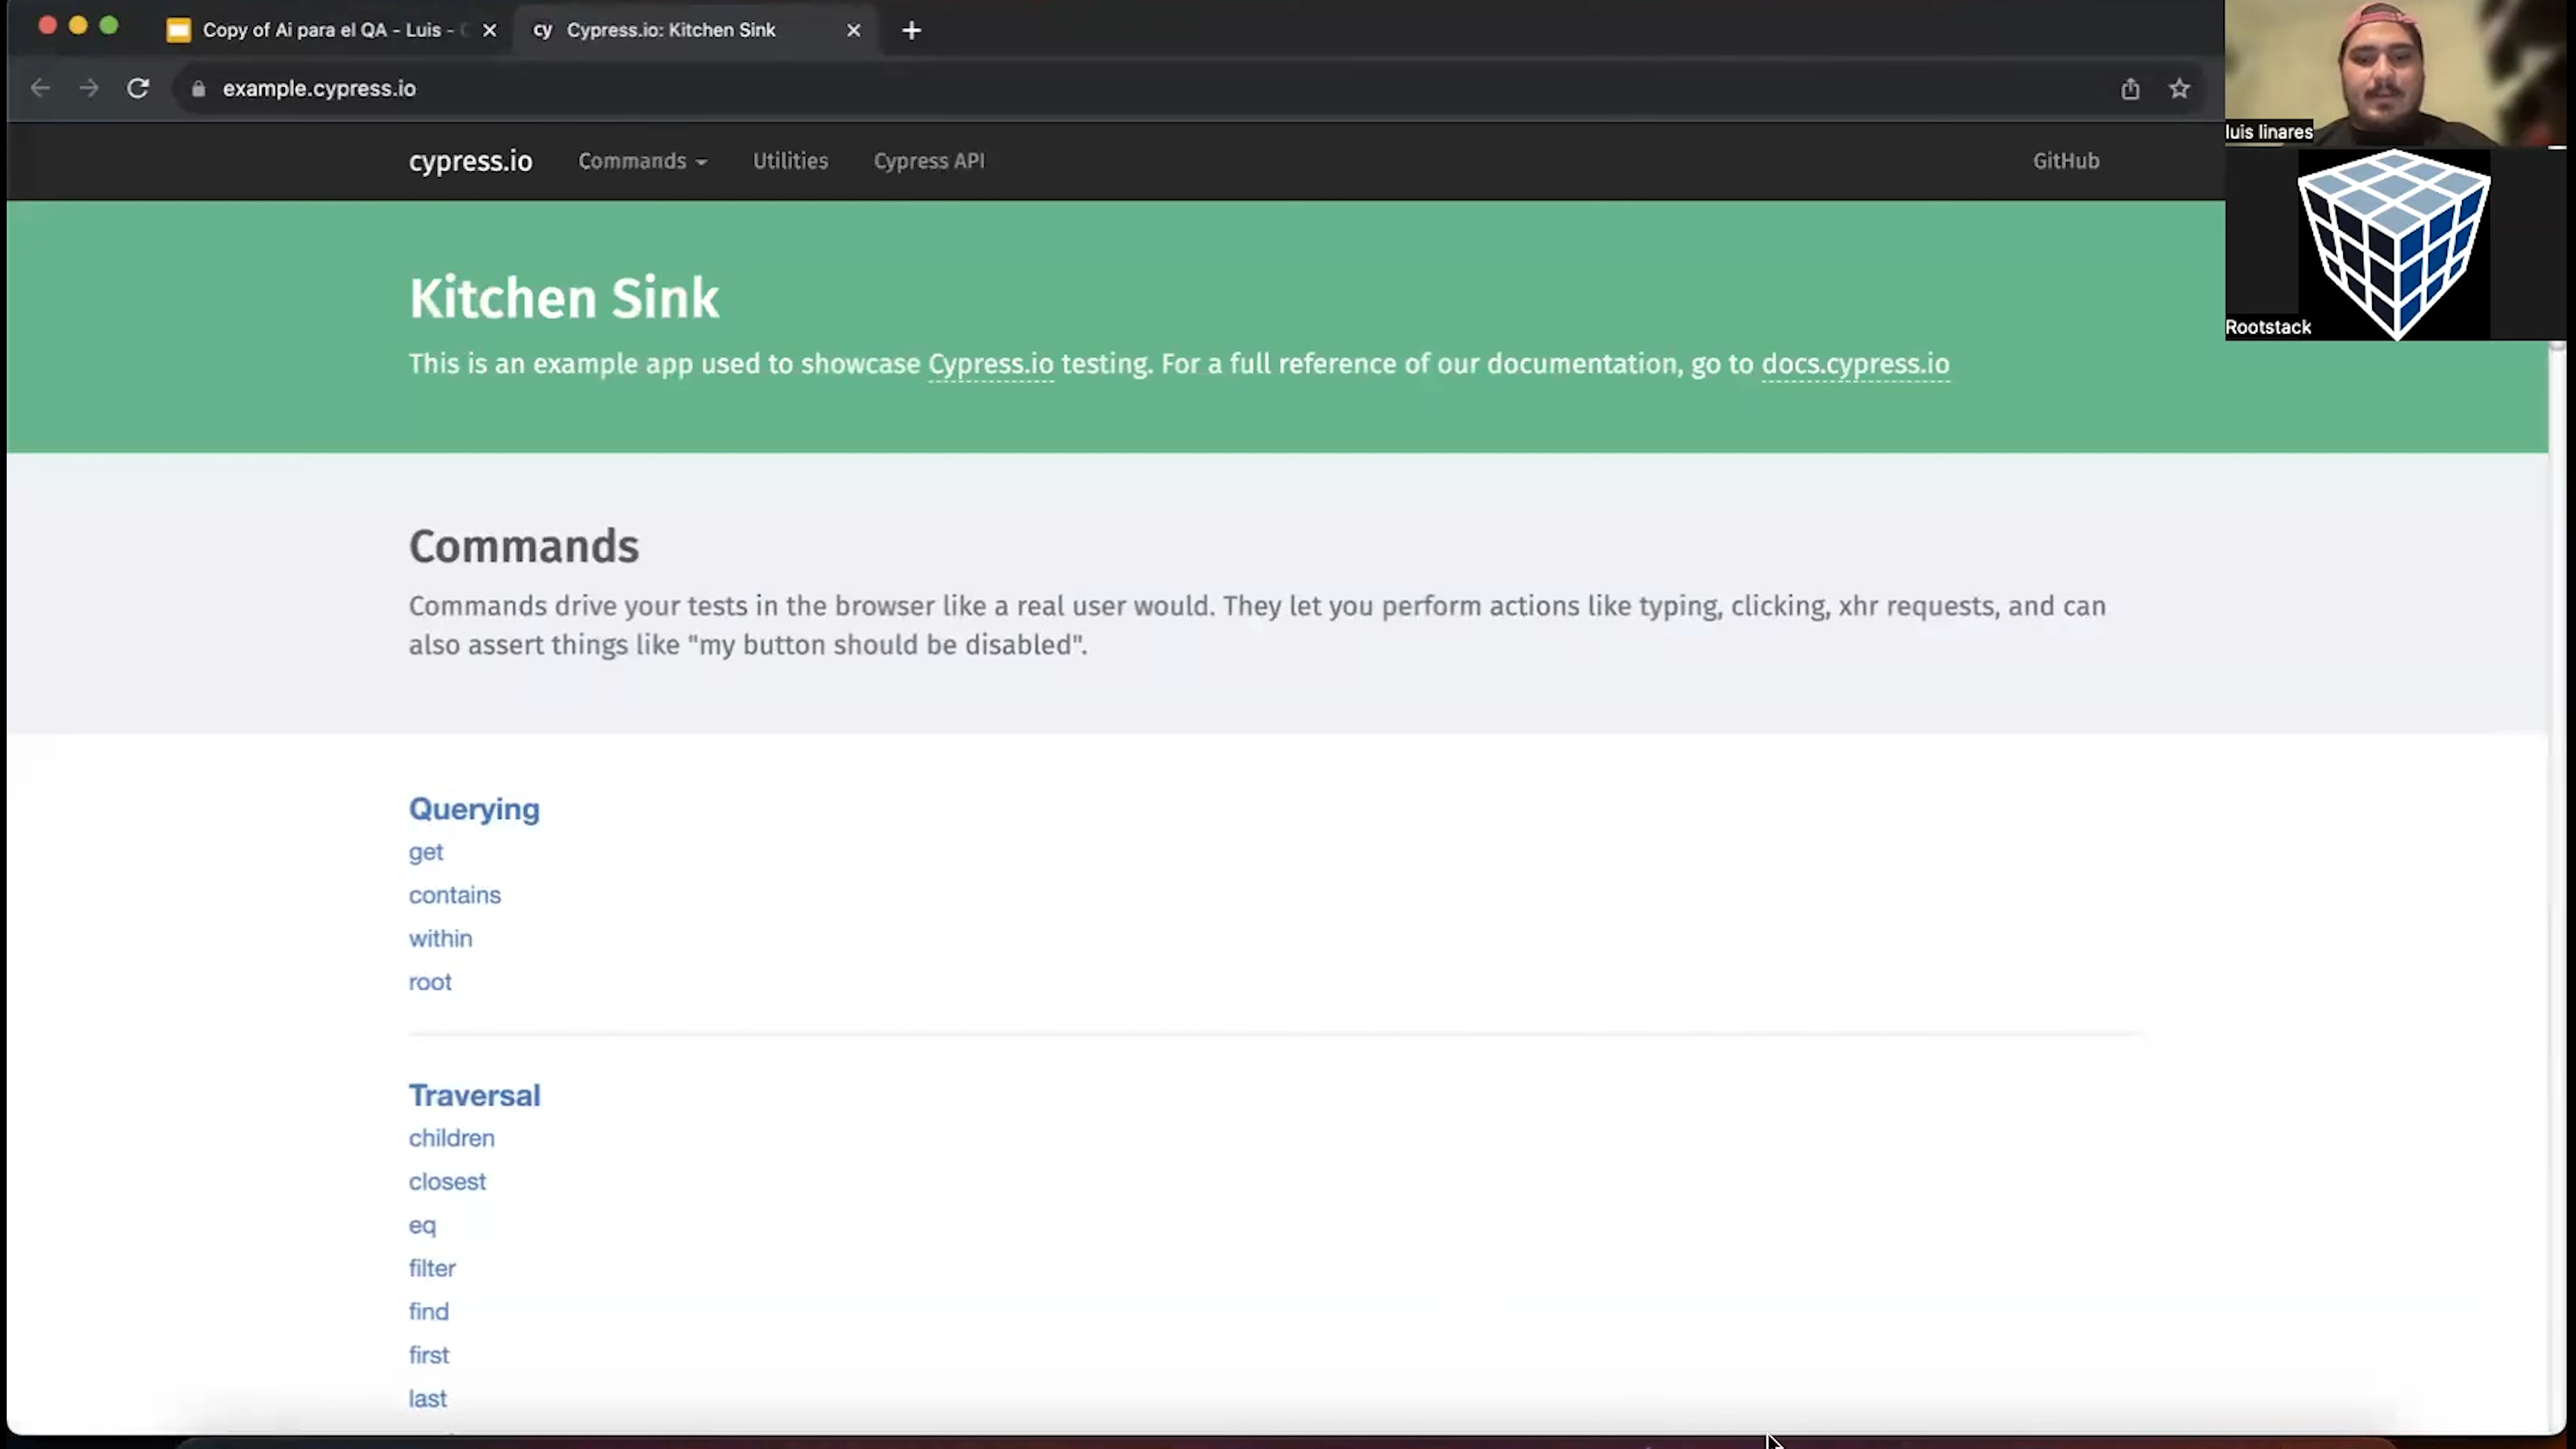 Copy of Ai para el QA - Luis -
cy Cypress.io: Kitchen Sink
example.cypress.io
luis linares
cypress.io Commands Utilities Cypress API GitHub
Rootstack
Kitchen Sink
This is an example app used to showcase Cypress.io testing. For a full reference of our documentation, go to docs.cypress.io
Commands
Commands drive your tests in the browser like a real user would. They let you perform actions like typing, clicking, xhr requests, and can
also assert things like "my button should be disabled".
Querying
get
contains
within
root
Traversal
children
closest
eq
filter
find
first
last